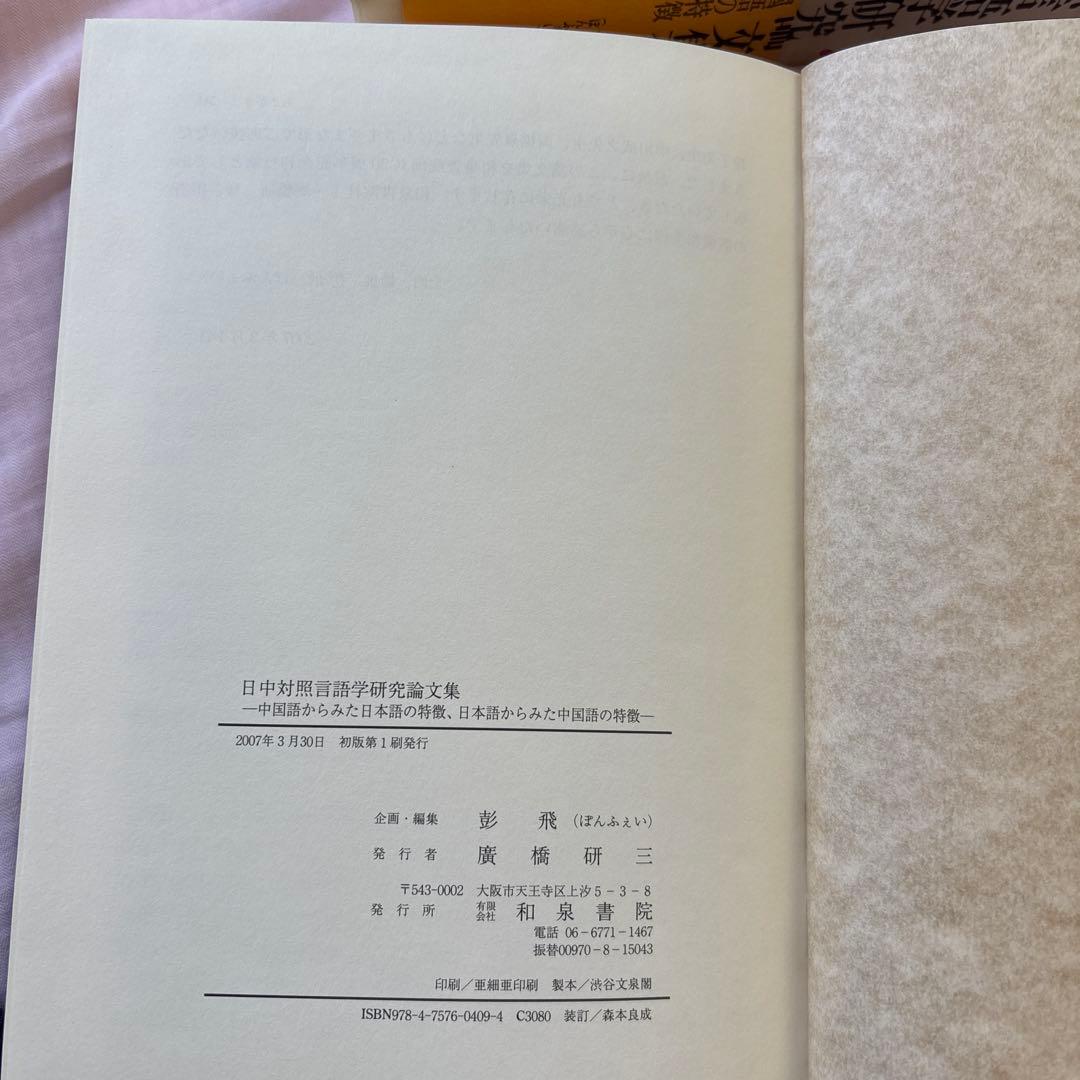 日中対照言語学研究論文集
―中国語からみた日本語の特徴、日本語からみた中国語の特徴―
2007年3月30日　初版第1刷発行
企画・編集　彭　飛（ぽんふぇい）
発行者　廣橋研三
〒543-0002　大阪市天王寺区上汐5－3－8
発行所　有限会社　和泉書院
電話 06－6771－1467
振替00970－8－15043
印刷／亜細亜印刷　製本／渋谷文泉閣
ISBN978-4-7576-0409-4　C3080　装訂／森本良成